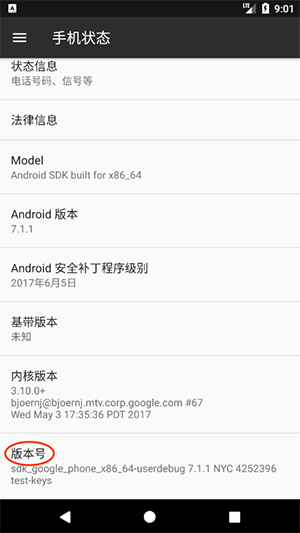 A
LTE
9:01
手机状态
状态信息
电话号码、信号等
法律信息
Model
Android SDK built for x86_64
Android 版本
7.1.1
Android 安全补丁程序级别
2017年6月5日
基带版本
未知
内核版本
3.10.0+
bjoernj@bjoernj.mtv.corp.google.com #67
Wed May 3 17:35:36 PDT 2017
版本号
sdk_google_phone_x86_64-userdebug 7.1.1 NYC 4252396
test-keys